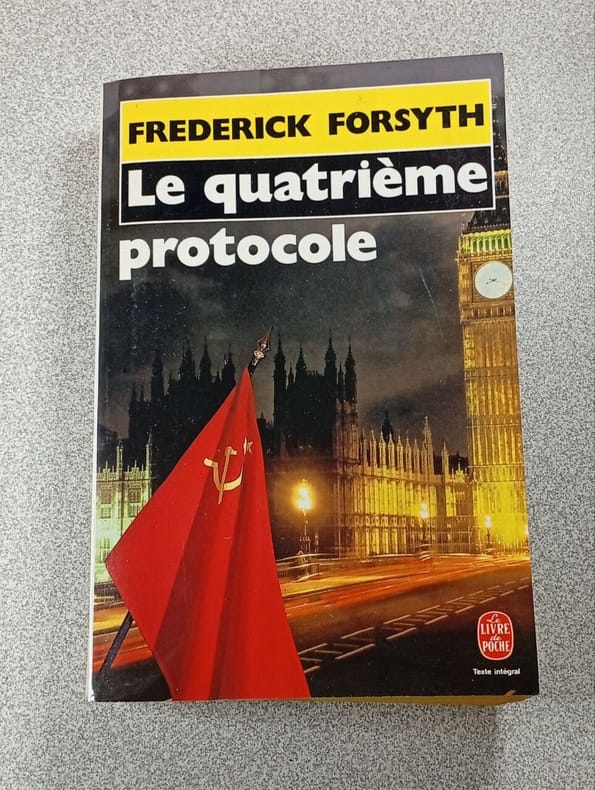 FREDERICK FORSYTH
Le quatrième
protocole
Le
LIVRE
de
POCHE
Texte intégral